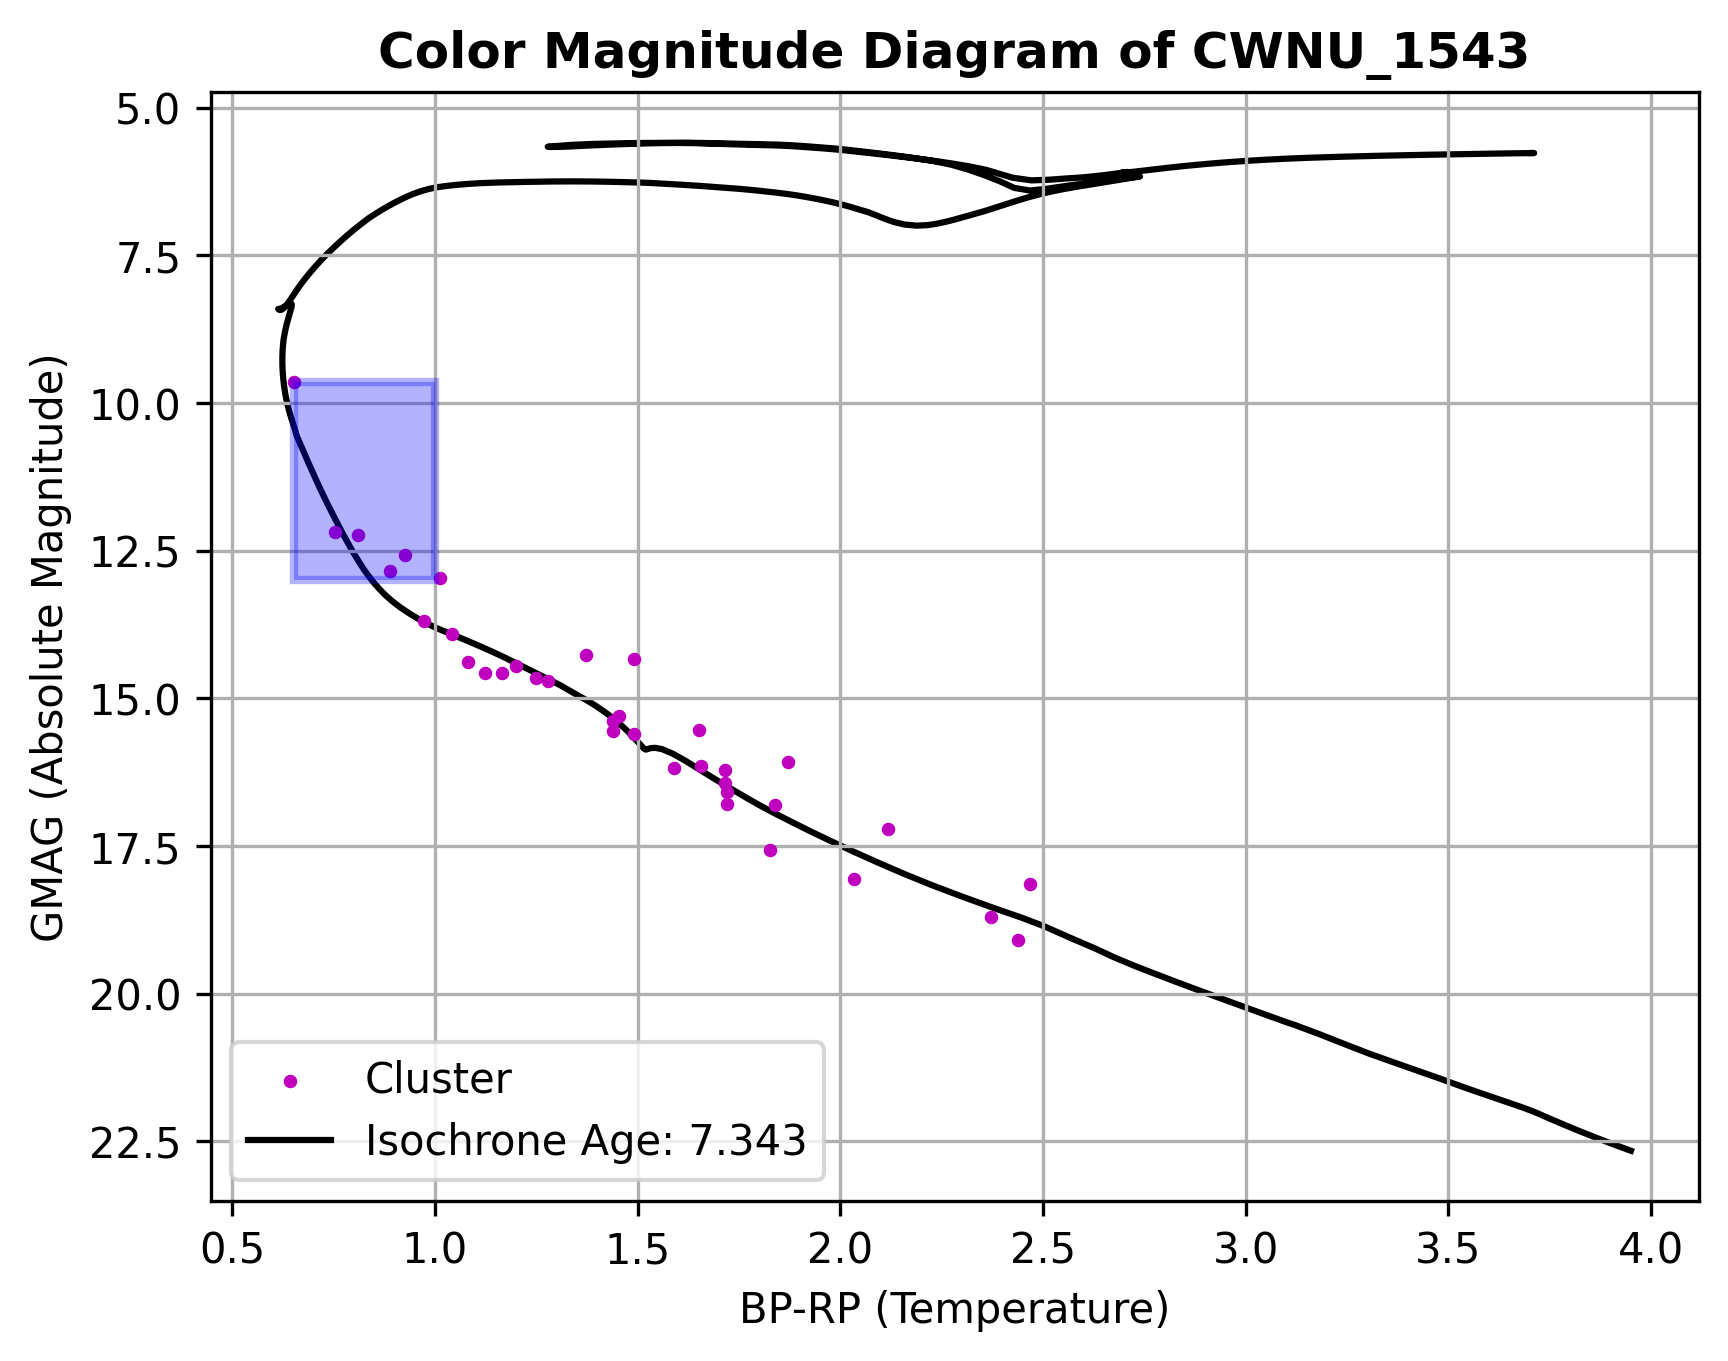 Color Magnitude Diagram of CWNU_1543
GMAG (Absolute Magnitude)
5.0
7.5
10.0
12.5
15.0
17.5
20.0
22.5
Cluster
Isochrone Age: 7.343
0.5 1.0 1.5 2.0 2.5 3.0 3.5 4.0
BP-RP (Temperature)